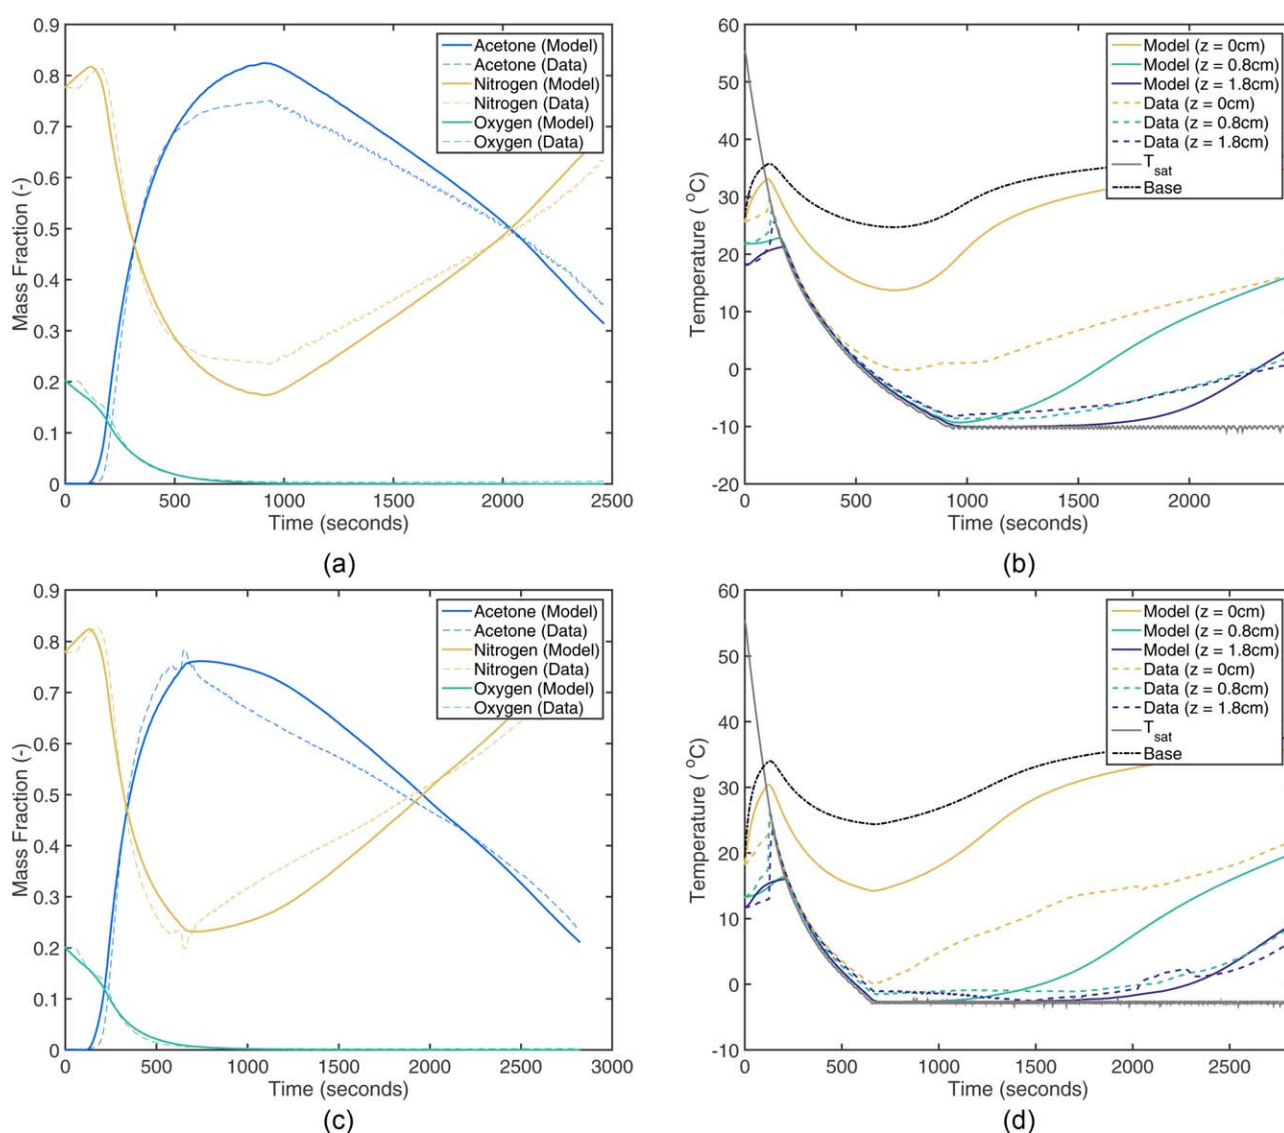 0.9
0.8
0.7
0.6
0.5
0.4
0.3
0.2
0.1
0
Mass Fraction (-)
Acetone (Model)
Acetone (Data)
Nitrogen (Model)
Nitrogen (Data)
Oxygen (Model)
Oxygen (Data)
0 500 1000 1500 2000 2500
Time (seconds)
(a)
60
50
40
30
20
10
0
-10
-20
Temperature ( °C)
Model (z = 0cm)
Model (z = 0.8cm)
Model (z = 1.8cm)
Data (z = 0cm)
Data (z = 0.8cm)
Data (z = 1.8cm)
Tsat
Base
0 500 1000 1500 2000
Time (seconds)
(b)
0.9
0.8
0.7
0.6
0.5
0.4
0.3
0.2
0.1
0
Mass Fraction (-)
Acetone (Model)
Acetone (Data)
Nitrogen (Model)
Nitrogen (Data)
Oxygen (Model)
Oxygen (Data)
0 500 1000 1500 2000 2500 3000
Time (seconds)
(c)
60
50
40
30
20
10
0
-10
Temperature ( °C)
Model (z = 0cm)
Model (z = 0.8cm)
Model (z = 1.8cm)
Data (z = 0cm)
Data (z = 0.8cm)
Data (z = 1.8cm)
Tsat
Base
0 500 1000 1500 2000 2500
Time (seconds)
(d)